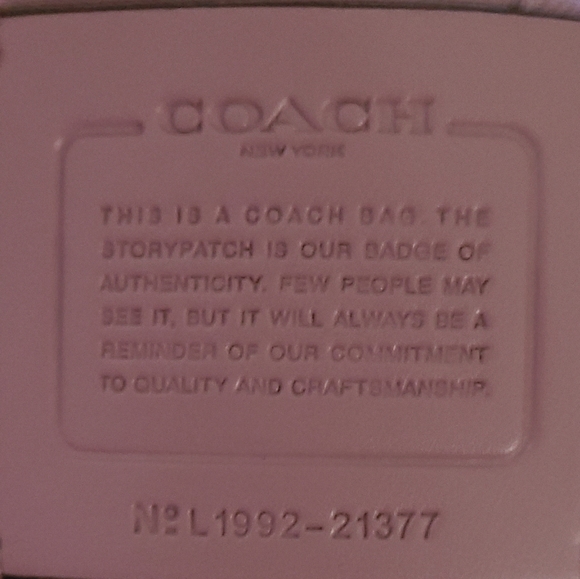 COACH
NEW YORK
THIS IS A COACH BAG. THE
STORYPATCH IS OUR BADGE OF
AUTHENTICITY. FEW PEOPLE MAY
SEE IT, BUT IT WILL ALWAYS BE A
REMINDER OF OUR COMMITMENT
TO QUALITY AND CRAFTSMANSHIP.
Nº L1992-21377